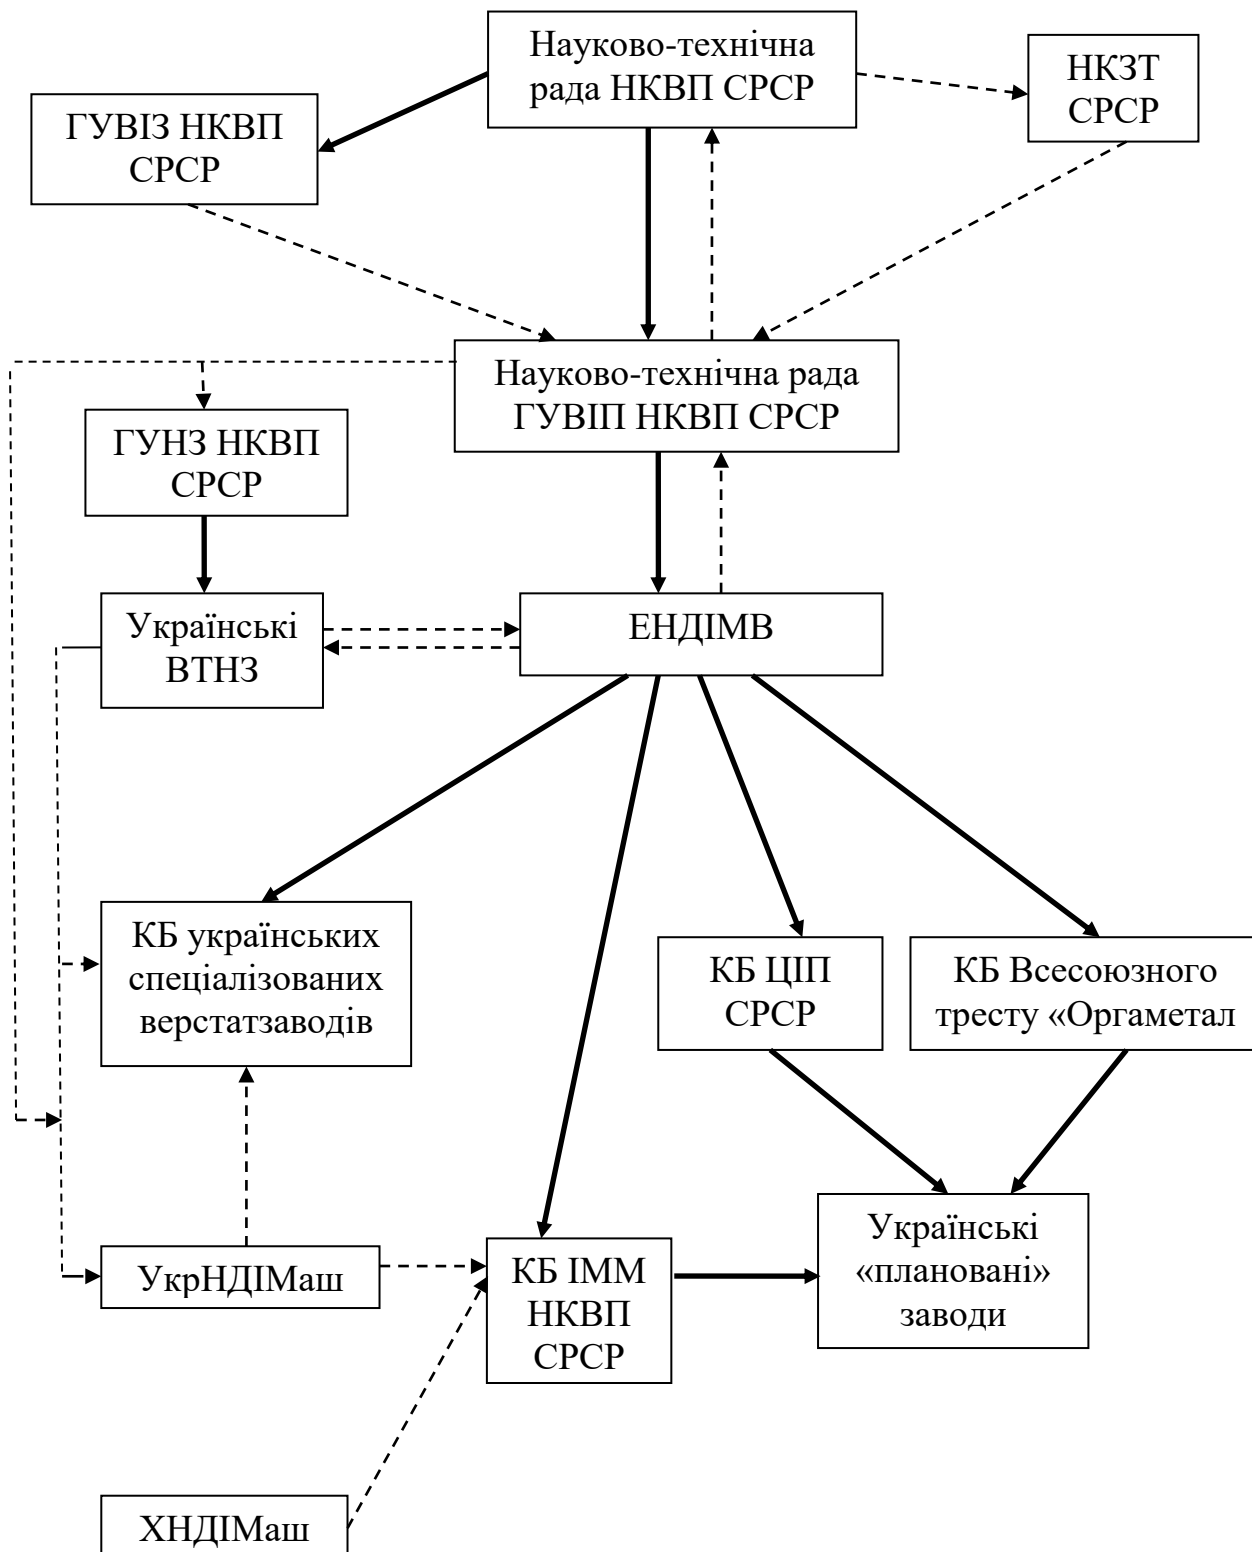 Науково-технічна
рада НКВП СРСР
НКЗТ
СРСР
ГУВІЗ НКВП
СРСР
Науково-технічна рада
ГУВІП НКВП СРСР
ГУНЗ НКВП
СРСР
Українські
ВТНЗ
ЕНДІМВ
КБ українських
спеціалізованих
верстатзаводів
КБ ЦІП
СРСР
КБ Всесоюзного
тресту «Оргаметал
УкрНДІМаш
КБ ІММ
НКВП
СРСР
Українські
«плановані»
заводи
ХНДІМаш